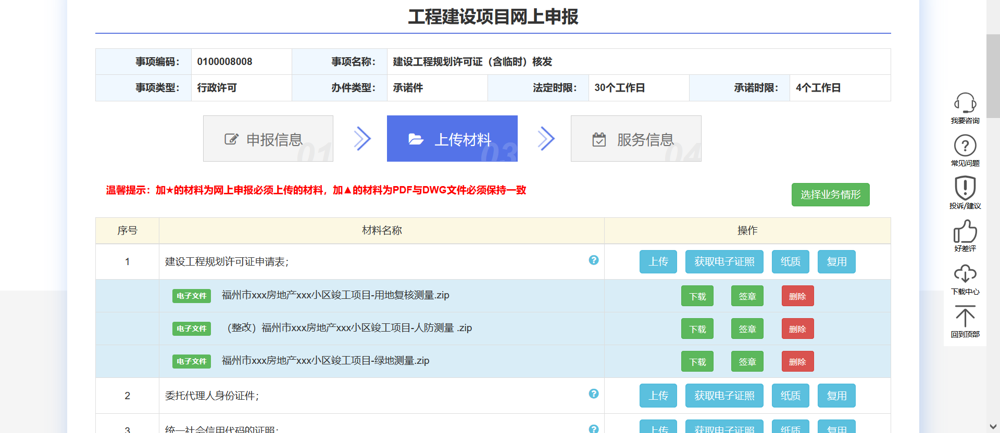 工程建设项目网上申报
事项编码： 0100008008 事项名称： 建设工程规划许可证（含临时）核发
事项类型： 行政许可 办件类型： 承诺件 法定时限： 30个工作日 承诺时限： 4个工作日
申报信息 01 上传材料 03 服务信息 04
温馨提示：加★的材料为网上申报必须上传的材料，加▲的材料为PDF与DWG文件必须保持一致
选择业务情形
序号 材料名称 操作
1 建设工程规划许可证申请表； ? 上传 获取电子证照 纸质 复用
电子文件 福州市xxx房地产xxx小区竣工项目-用地复核测量.zip 下载 签章 删除
电子文件 （整改）福州市xxx房地产xxx小区竣工项目-人防测量 .zip 下载 签章 删除
电子文件 福州市xxx房地产xxx小区竣工项目-绿地测量.zip 下载 签章 删除
2 委托代理人身份证件； ? 上传 获取电子证照 纸质 复用
3 统一社会信用代码的证照； ? 上传 获取电子证照 纸质 复用
我要咨询
常见问题
投诉/建议
好差评
下载中心
回到顶部